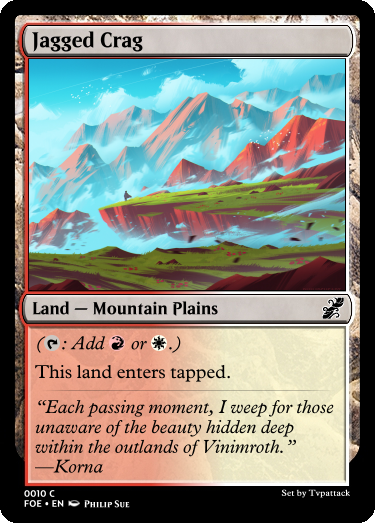 Jagged Crag
Land — Mountain Plains
(: Add or .)
This land enters tapped.
“Each passing moment, I weep for those
unaware of the beauty hidden deep
within the outlands of Vinimroth.”
—Korna
0010 C
FOE • EN Philip Sue
Set by Tvpattack